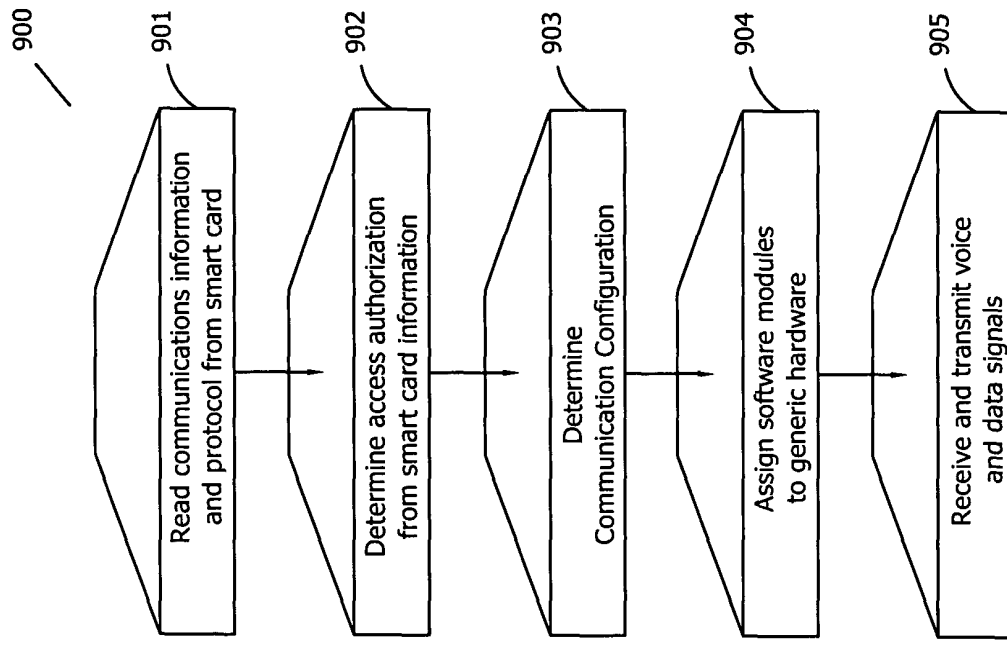 900
901
Read communications information
and protocol from smart card
902
Determine access authorization
from smart card information
903
Determine
Communication Configuration
904
Assign software modules
to generic hardware
905
Receive and transmit voice
and data signals